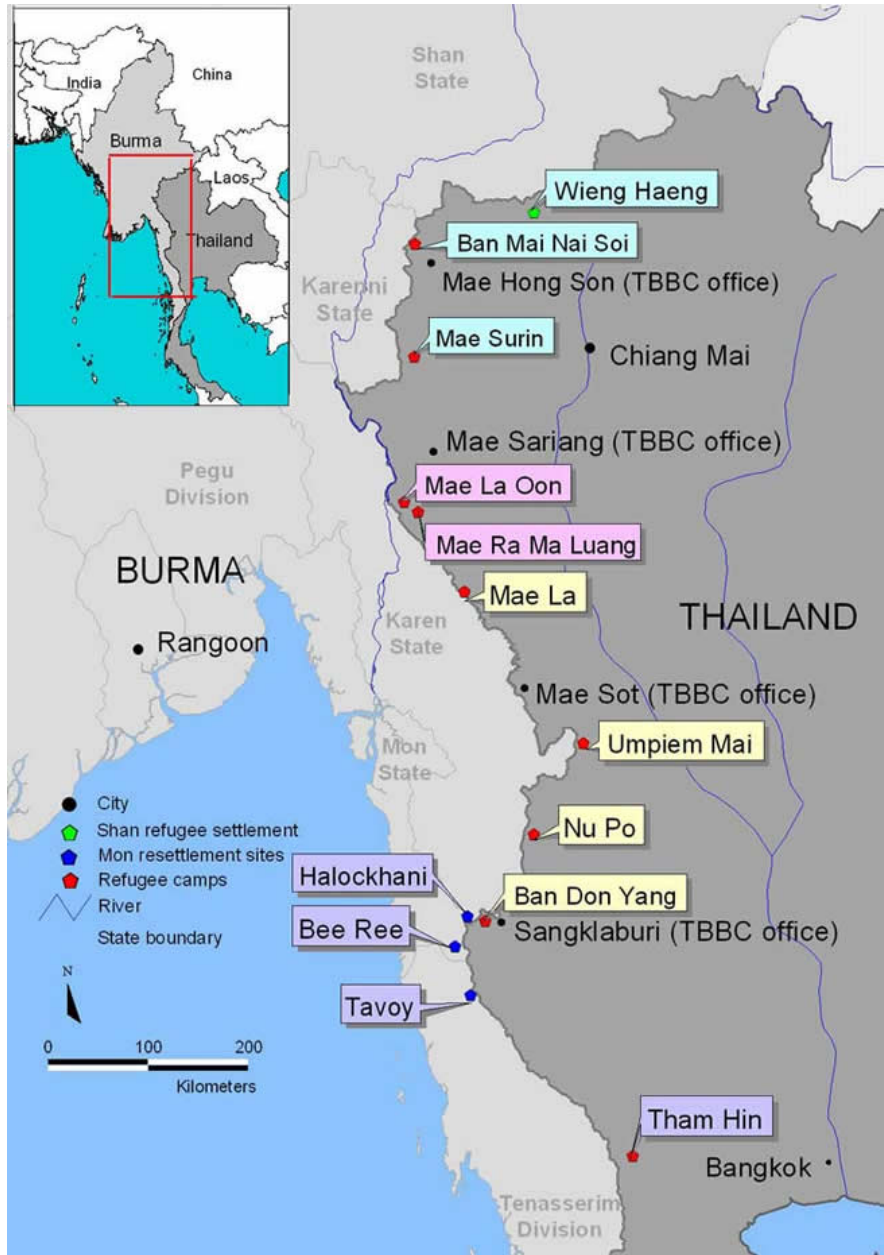 India
China
Burma
Laos
Thailand
Shan
State
Wieng Haeng
Ban Mai Nai Soi
Mae Hong Son (TBBC office)
Karenni
State
Mae Surin
Chiang Mai
Mae Sariang (TBBC office)
Pegu
Division
Mae La Oon
Mae Ra Ma Luang
BURMA
Mae La
THAILAND
Karen
State
Rangoon
Mae Sot (TBBC office)
Umpiem Mai
Mon
State
City
Shan refugee settlement
Mon resettlement sites
Refugee camps
River
State boundary
Nu Po
Halockhani
Ban Don Yang
Bee Ree
Sangklaburi (TBBC office)
Tavoy
N
0 100 200
Kilometers
Tham Hin
Bangkok
Tenasserim
Division